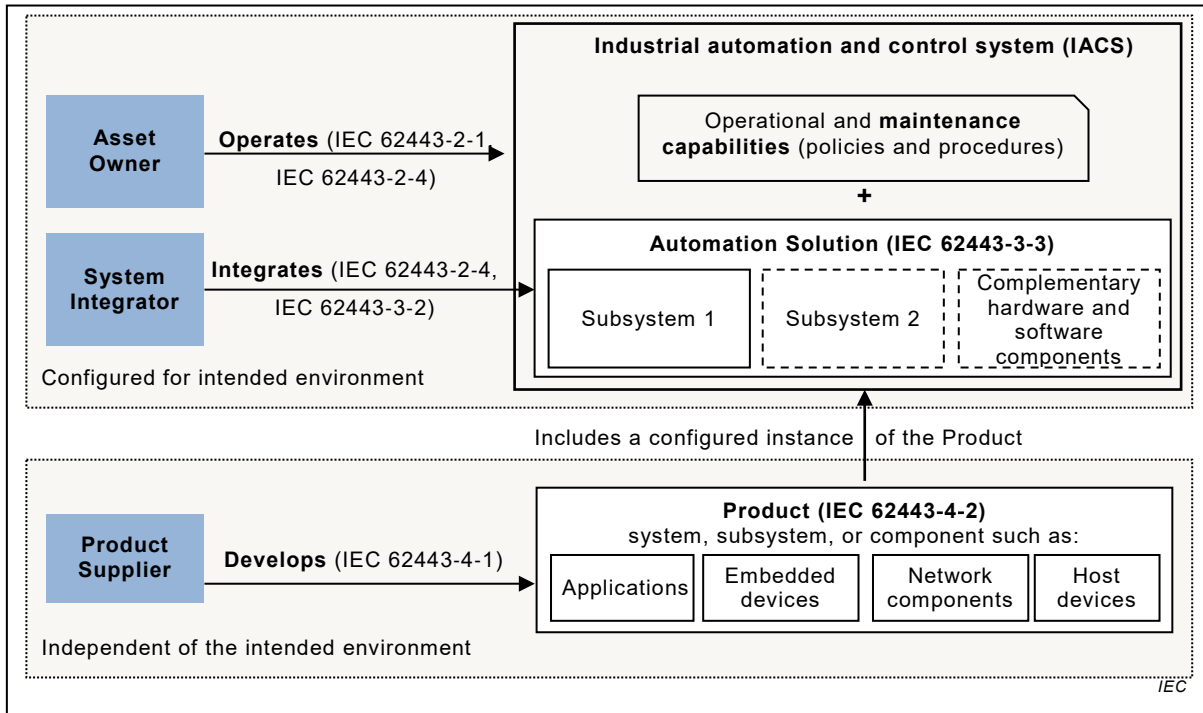 Industrial automation and control system (IACS)
Asset
Owner
Operates (IEC 62443-2-1,
IEC 62443-2-4)
Operational and maintenance
capabilities (policies and procedures)
+
System
Integrator
Integrates (IEC 62443-2-4,
IEC 62443-3-2)
Automation Solution (IEC 62443-3-3)
Subsystem 1
Subsystem 2
Complementary
hardware and
software
components
Configured for intended environment
Includes a configured instance of the Product
Product
Supplier
Develops (IEC 62443-4-1)
Product (IEC 62443-4-2)
system, subsystem, or component such as:
Applications
Embedded
devices
Network
components
Host
devices
Independent of the intended environment
IEC